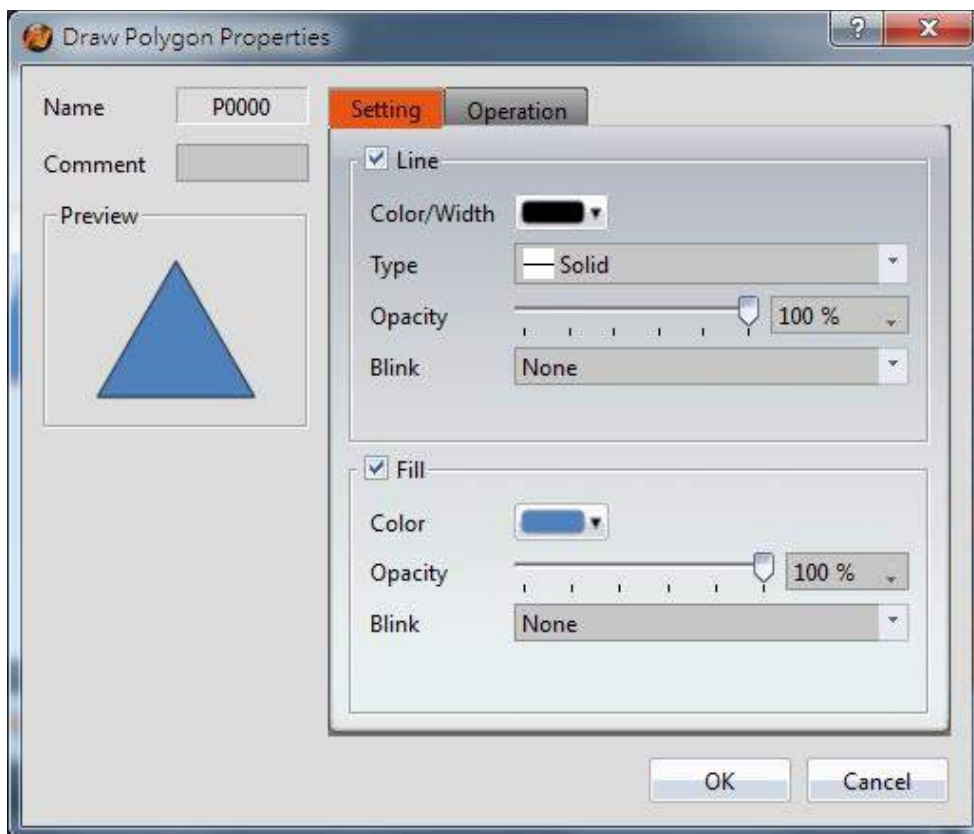 Draw Polygon Properties
?
X
Name P0000
Comment
Preview
Setting Operation
Line
Color/Width
Type Solid
Opacity 100 %
Blink None
Fill
Color
Opacity 100 %
Blink None
OK Cancel